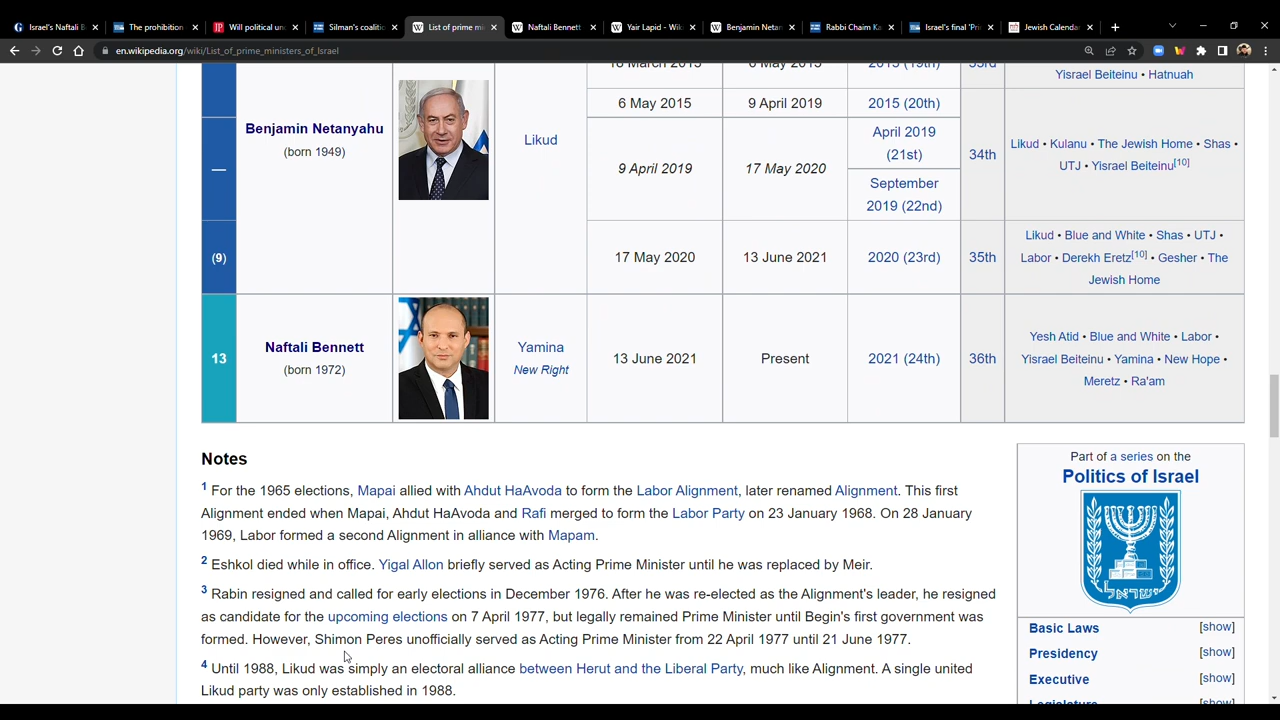 Israel's Naftali B
The prohibition
Will political un
Silman's coaliti
List of prime mi
Naftali Bennett
Yair Lapid - Wik
Benjamin Netan
Rabbi Chaim Ka
Israel's final 'Pri
Jewish Calenda
en.wikipedia.org/wiki/List_of_prime_ministers_of_Israel
18 March 2013
6 May 2015
2013 (19th)
33rd
Yisrael Beiteinu • Hatnuah
Benjamin Netanyahu
(born 1949)
Likud
6 May 2015
9 April 2019
2015 (20th)
—
9 April 2019
17 May 2020
April 2019
(21st)
September
2019 (22nd)
34th
Likud • Kulanu • The Jewish Home • Shas •
UTJ • Yisrael Beiteinu[10]
(9)
17 May 2020
13 June 2021
2020 (23rd)
35th
Likud • Blue and White • Shas • UTJ •
Labor • Derekh Eretz[10] • Gesher • The
Jewish Home
13
Naftali Bennett
(born 1972)
Yamina
New Right
13 June 2021
Present
2021 (24th)
36th
Yesh Atid • Blue and White • Labor •
Yisrael Beiteinu • Yamina • New Hope •
Meretz • Ra'am
Notes
1 For the 1965 elections, Mapai allied with Ahdut HaAvoda to form the Labor Alignment, later renamed Alignment. This first
Alignment ended when Mapai, Ahdut HaAvoda and Rafi merged to form the Labor Party on 23 January 1968. On 28 January
1969, Labor formed a second Alignment in alliance with Mapam.
2 Eshkol died while in office. Yigal Allon briefly served as Acting Prime Minister until he was replaced by Meir.
3 Rabin resigned and called for early elections in December 1976. After he was re-elected as the Alignment's leader, he resigned
as candidate for the upcoming elections on 7 April 1977, but legally remained Prime Minister until Begin's first government was
formed. However, Shimon Peres unofficially served as Acting Prime Minister from 22 April 1977 until 21 June 1977.
4 Until 1988, Likud was simply an electoral alliance between Herut and the Liberal Party, much like Alignment. A single united
Likud party was only established in 1988.
Part of a series on the
Politics of Israel
ישראל
Basic Laws [show]
Presidency [show]
Executive [show]
Legislature [show]